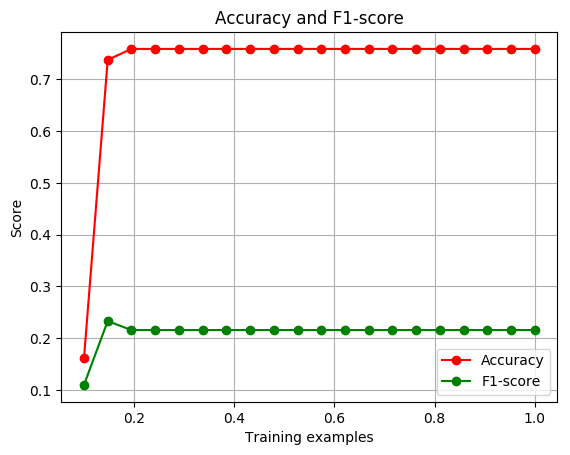 Accuracy and F1-score
0.7
0.6
0.5
0.4
0.3
0.2
0.1
Score
0.2 0.4 0.6 0.8 1.0
Training examples
Accuracy
F1-score